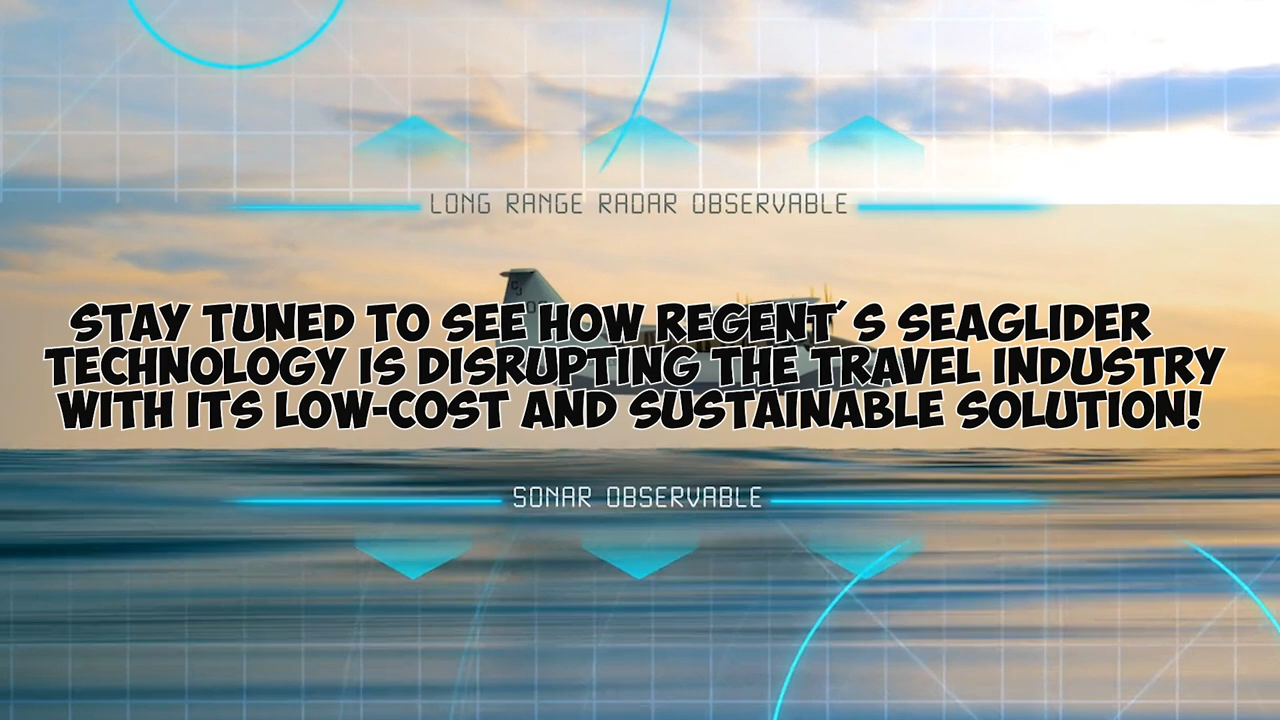 LONG RANGE RADAR OBSERVABLE
STAY TUNED TO SEE HOW REGENT´S SEAGLIDER
TECHNOLOGY IS DISRUPTING THE TRAVEL INDUSTRY
WITH ITS LOW-COST AND SUSTAINABLE SOLUTION!
SONAR OBSERVABLE